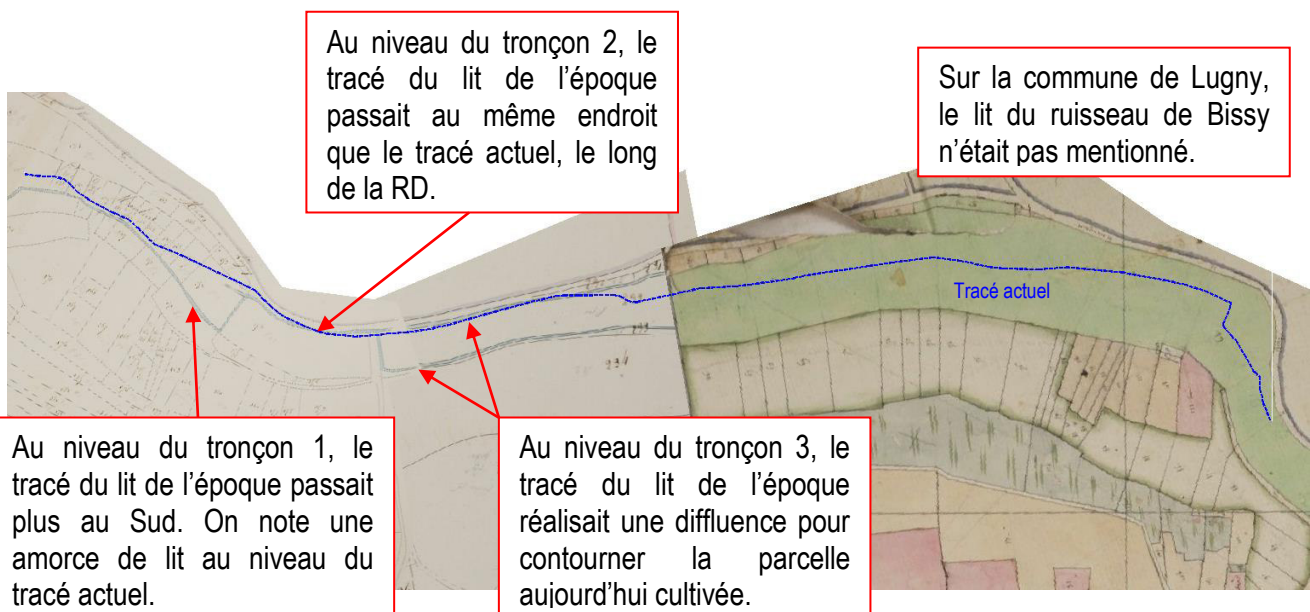 Au niveau du tronçon 2, le
tracé du lit de l'époque
passait au même endroit
que le tracé actuel, le long
de la RD.
Sur la commune de Lugny,
le lit du ruisseau de Bissy
n'était pas mentionné.
Tracé actuel
Au niveau du tronçon 1, le
tracé du lit de l'époque passait
plus au Sud. On note une
amorce de lit au niveau du
tracé actuel.
Au niveau du tronçon 3, le
tracé du lit de l'époque
réalisait une diffluence pour
contourner la parcelle
aujourd'hui cultivée.